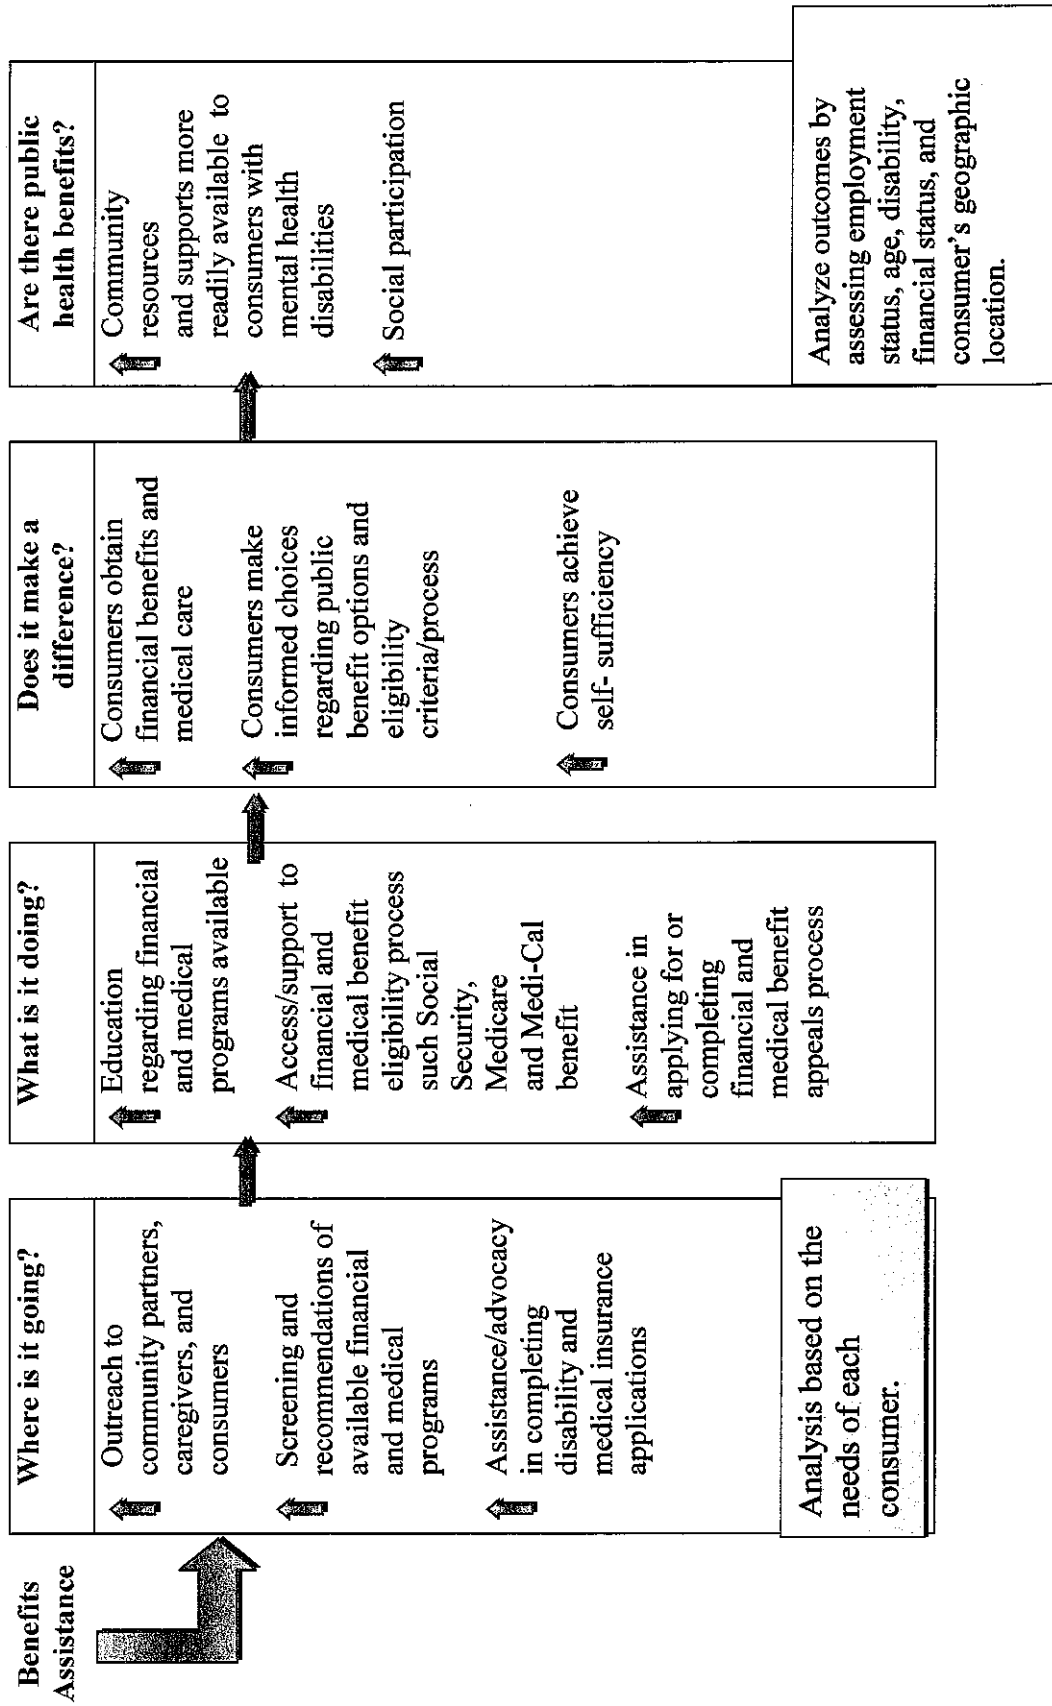 Benefits
Assistance
Where is it going?
Outreach to
community partners,
caregivers, and
consumers
Screening and
recommendations of
available financial
and medical
programs
Assistance/advocacy
in completing
disability and
medical insurance
applications
Analysis based on the
needs of each
consumer.
What is it doing?
Education
regarding financial
and medical
programs available
Access/support to
financial and
medical benefit
eligibility process
such Social
Security,
Medicare
and Medi-Cal
benefit
Assistance in
applying for or
completing
financial and
medical benefit
appeals process
Does it make a
difference?
Consumers obtain
financial benefits and
medical care
Consumers make
informed choices
regarding public
benefit options and
eligibility
criteria/process
Consumers achieve
self- sufficiency
Are there public
health benefits?
Community
resources
and supports more
readily available to
consumers with
mental health
disabilities
Social participation
Analyze outcomes by
assessing employment
status, age, disability,
financial status, and
consumer's geographic
location.